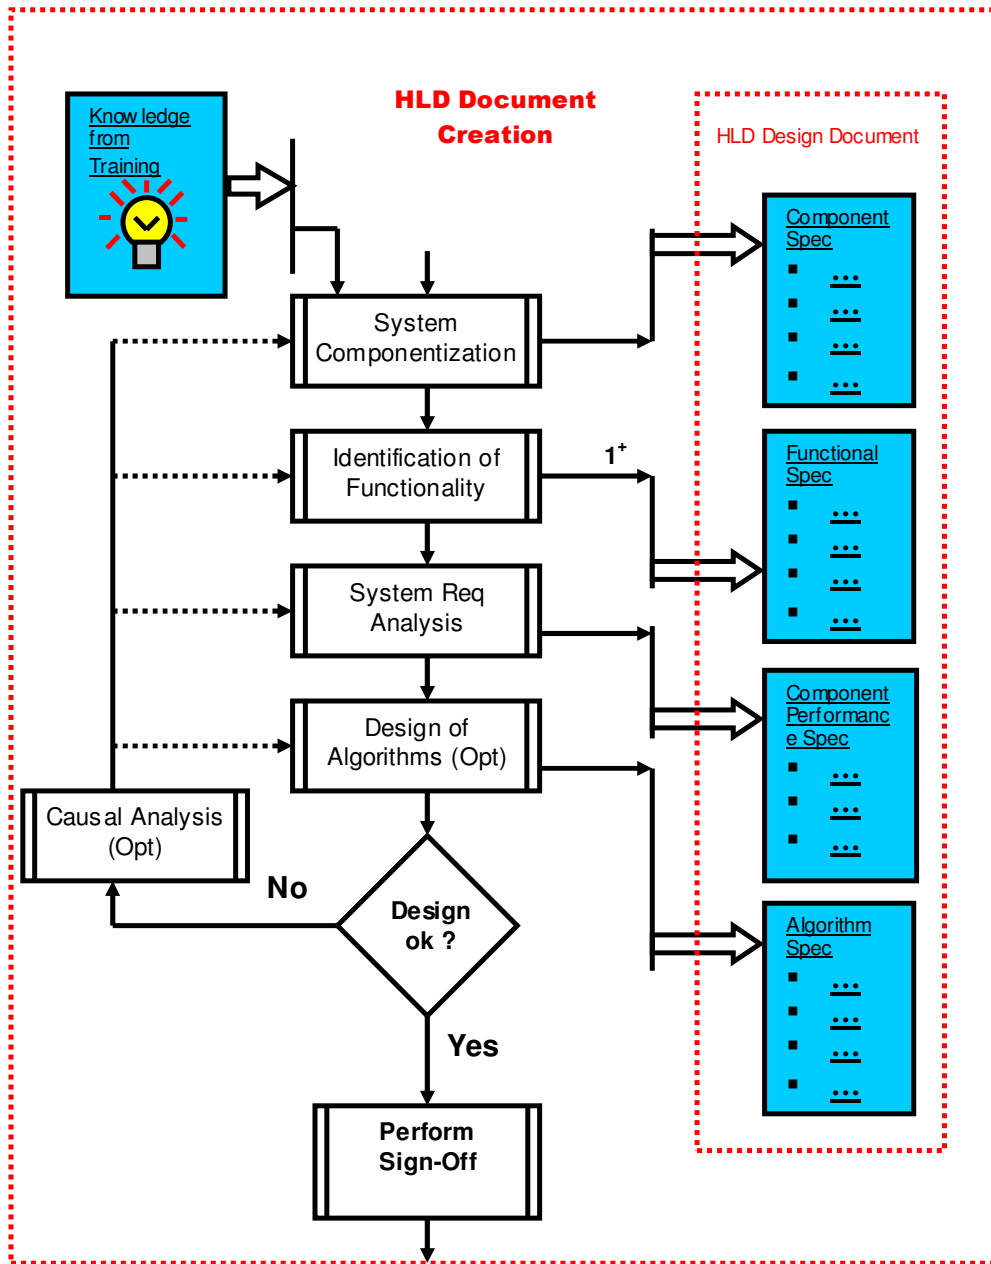 HLD Document
Creation
Knowledge
from
Training
HLD Design Document
Component
Spec
...
...
...
...
System
Componentization
Identification of
Functionality
1+
Functional
Spec
...
...
...
...
System Req
Analysis
Component
Performanc
e Spec
...
...
...
Design of
Algorithms (Opt)
Causal Analysis
(Opt)
No
Design
ok ?
Algorithm
Spec
...
...
...
...
Yes
Perform
Sign-Off